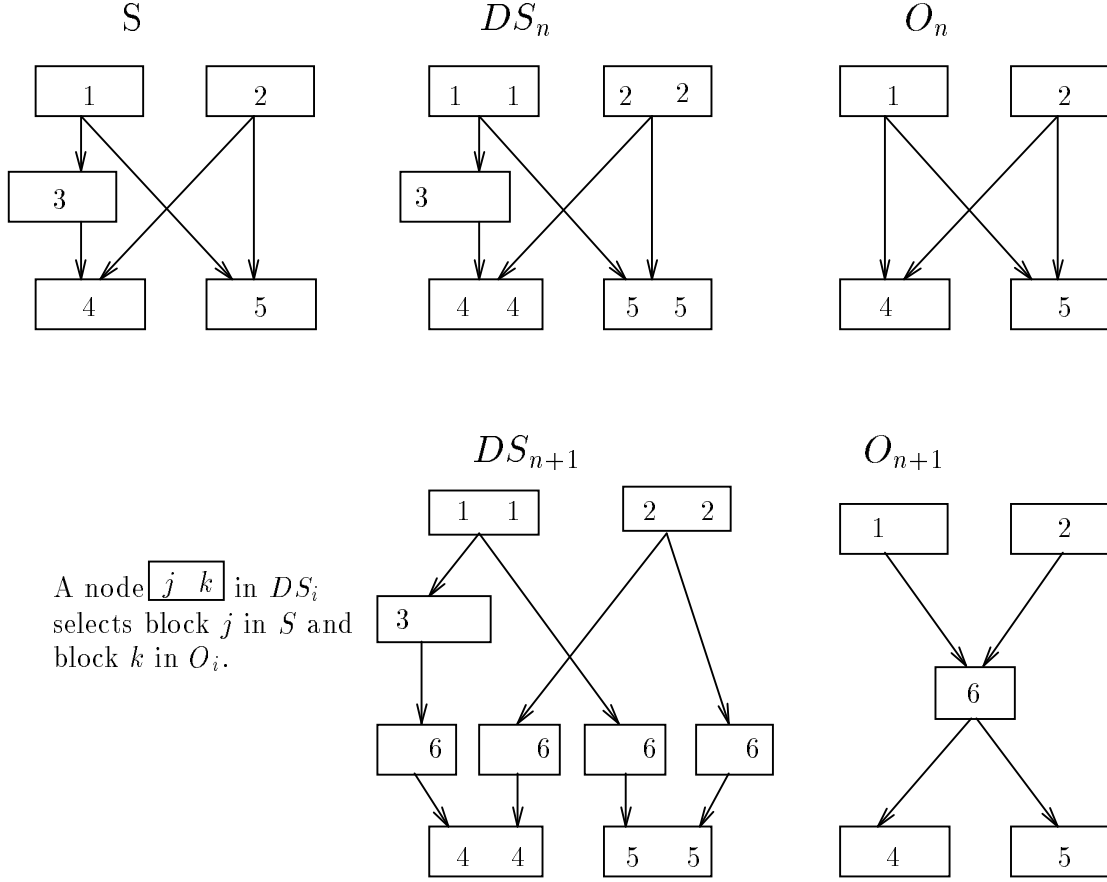 S DS_n O_n
1 2 1 1 2 2 1 2
3 3
4 5 4 4 5 5 4 5
DS_{n+1} O_{n+1}
1 1 2 2 1 2
A node j k in DS_i
selects block j in S and
block k in O_i.
3
6
6 6 6 6
4 4 5 5 4 5